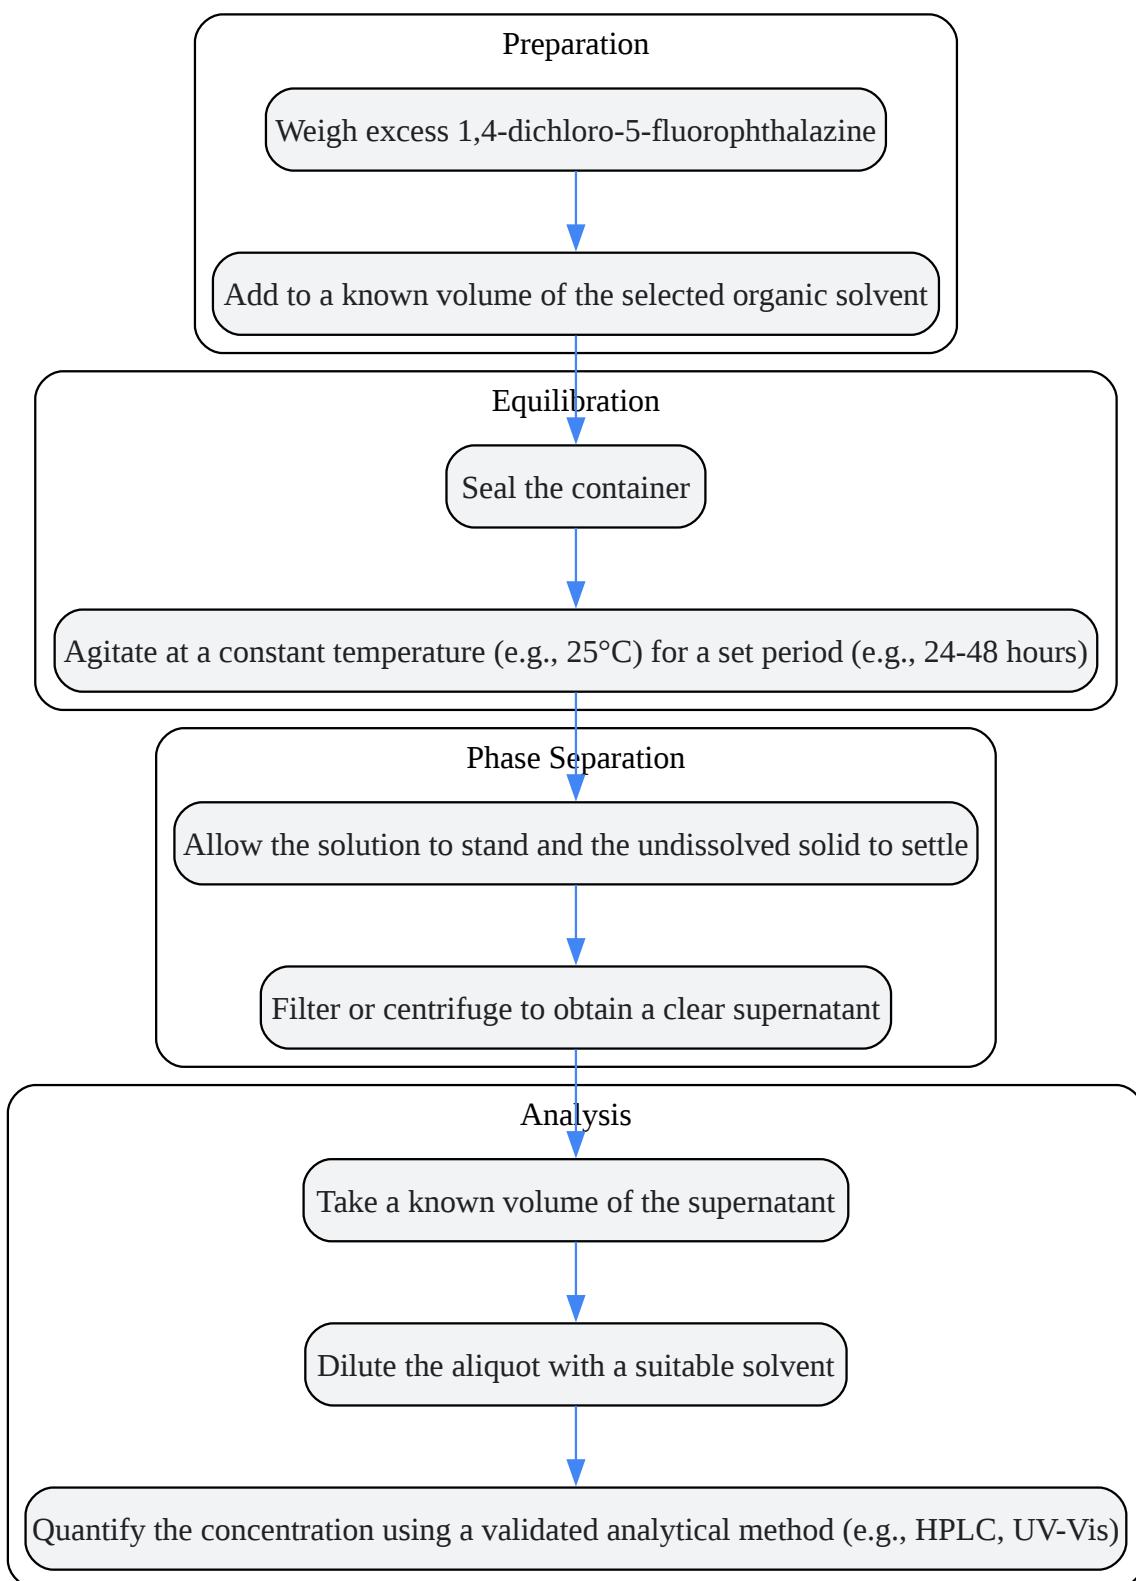 Preparation
Weigh excess 1,4-dichloro-5-fluorophthalazine
Add to a known volume of the selected organic solvent
Equilibration
Seal the container
Agitate at a constant temperature (e.g., 25°C) for a set period (e.g., 24-48 hours)
Phase Separation
Allow the solution to stand and the undissolved solid to settle
Filter or centrifuge to obtain a clear supernatant
Analysis
Take a known volume of the supernatant
Dilute the aliquot with a suitable solvent
Quantify the concentration using a validated analytical method (e.g., HPLC, UV-Vis)